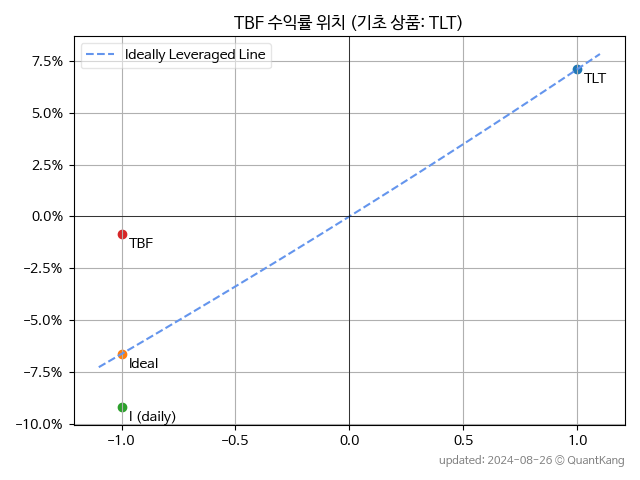 TBF 수익률 위치 (기초 상품: TLT)
Ideally Leveraged Line
7.5%
5.0%
2.5%
0.0%
−2.5%
−5.0%
−7.5%
−10.0%
TLT
TBF
Ideal
I (daily)
−1.0
−0.5
0.0
0.5
1.0
updated: 2024-08-26 © QuantKang